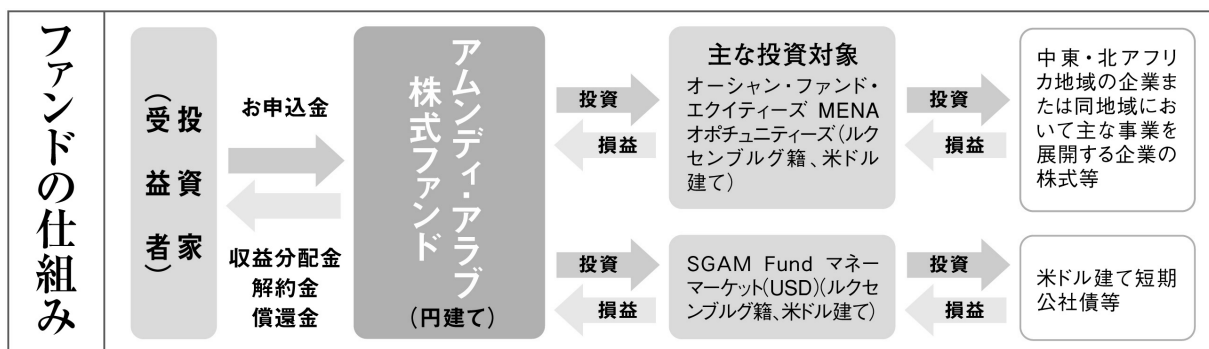 ファンドの仕組み
投資家
(受益者)
お申込金
収益分配金
解約金
償還金
アムンディ・アラブ
株式ファンド
(円建て)
投資
損益
主な投資対象
オーシャン・ファンド・
エクイティーズ MENA
オポチュニティーズ(ルク
センブルグ籍、米ドル
建て)
投資
損益
中東・北アフリ
カ地域の企業ま
たは同地域にお
いて主な事業を
展開する企業の
株式等
投資
損益
SGAM Fund マネー
マーケット(USD)(ルクセ
ンブルグ籍、米ドル建て)
投資
損益
米ドル建て短期
公社債等